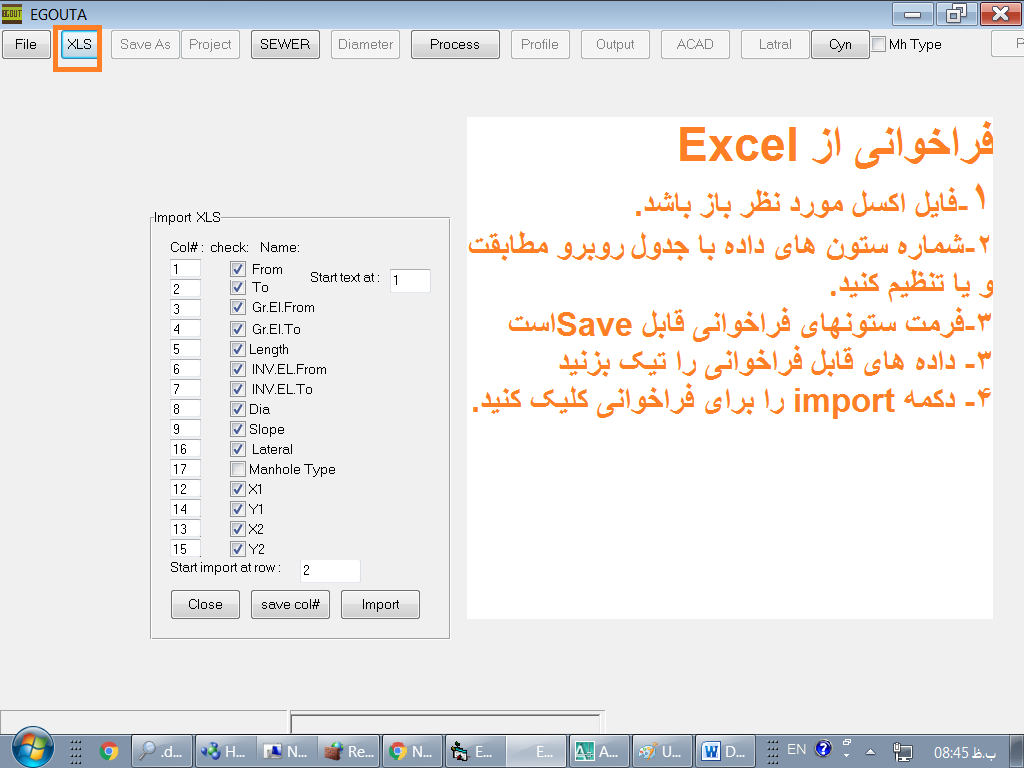 EGOUTA
File XLS Save As Project SEWER Diameter Process Profile Output ACAD Latral Cyn Mh Type P
فراخوانی از Excel
۱-فایل اکسل مورد نظر باز باشد.
۲-شماره ستون های داده با جدول روبرو مطابقت
و یا تنظیم کنید.
۳-فرمت ستونهای فراخوانی قابل Saveاست
۳- داده های قابل فراخوانی را تیک بزنید
۴- دکمه import را برای فراخوانی کلیک کنید.
Import XLS
Col# : check: Name:
1 From
Start text at : 1
2 To
3 Gr.El.From
4 Gr.El.To
5 Length
6 INV.EL.From
7 INV.EL.To
8 Dia
9 Slope
16 Lateral
17 Manhole Type
12 X1
14 Y1
13 X2
15 Y2
Start import at row : 2
Close save col# Import
.d... H... N... Re... N... E... E... A... U... D... EN 08:45 ب.ظ